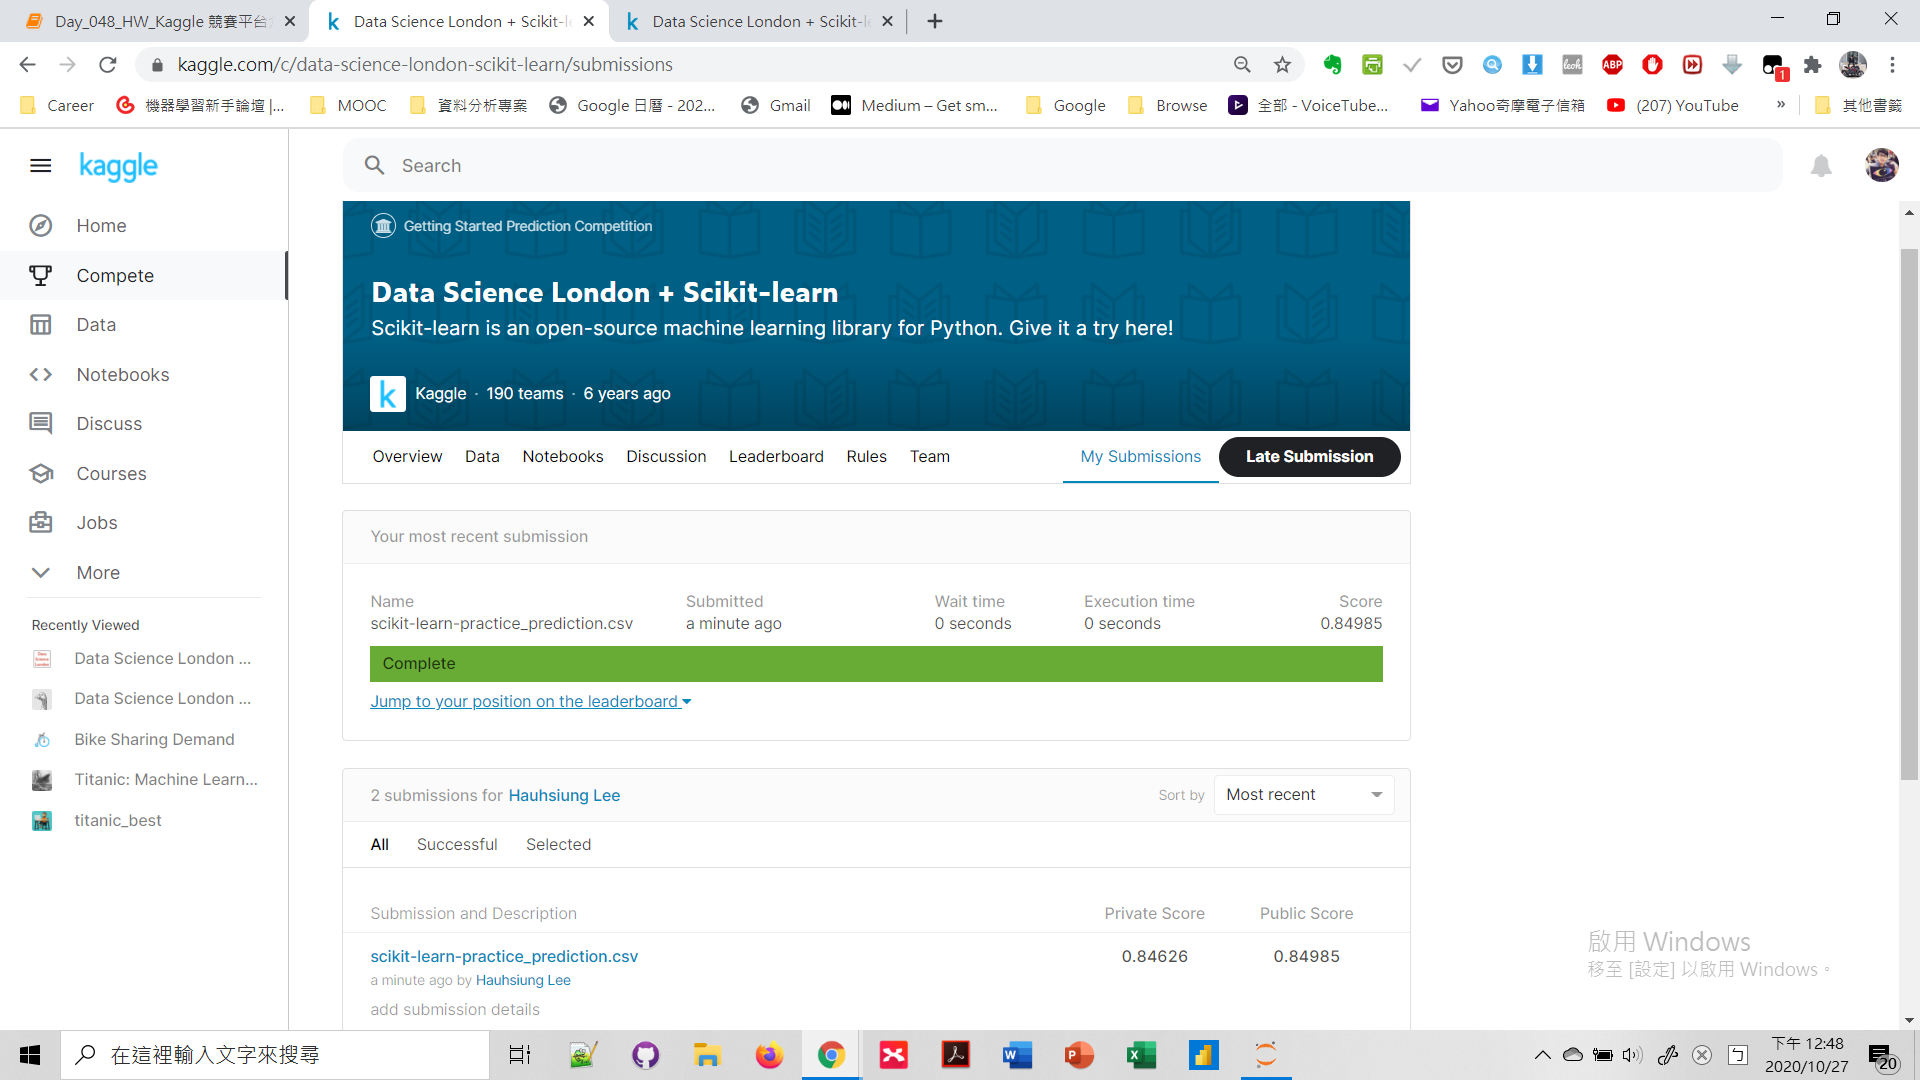 Day_048_HW_Kaggle 競賽平台
Data Science London + Scikit-l
Data Science London + Scikit-le
kaggle.com/c/data-science-london-scikit-learn/submissions
leoh
ABP
1
Career
機器學習新手論壇 |...
MOOC
資料分析專案
Google 日曆 - 202...
Gmail
Medium – Get sm...
Google
Browse
全部 - VoiceTube...
Yahoo奇摩電子信箱
(207) YouTube
»
其他書籤
kaggle
Search
Home
Compete
Data
Notebooks
Discuss
Courses
Jobs
More
Recently Viewed
Data Science London ...
Data Science London ...
Bike Sharing Demand
Titanic: Machine Learn...
titanic_best
Getting Started Prediction Competition
Data Science London + Scikit-learn
Scikit-learn is an open-source machine learning library for Python. Give it a try here!
k
Kaggle · 190 teams · 6 years ago
Overview Data Notebooks Discussion Leaderboard Rules Team My Submissions Late Submission
Your most recent submission
Name Submitted Wait time Execution time Score
scikit-learn-practice_prediction.csv a minute ago 0 seconds 0 seconds 0.84985
Complete
Jump to your position on the leaderboard
2 submissions for Hauhsiung Lee Sort by Most recent
All Successful Selected
Submission and Description Private Score Public Score
scikit-learn-practice_prediction.csv 0.84626 0.84985
a minute ago by Hauhsiung Lee
add submission details
啟用 Windows
移至 [設定] 以啟用 Windows。
在這裡輸入文字來搜尋
下午 12:48
2020/10/27
20